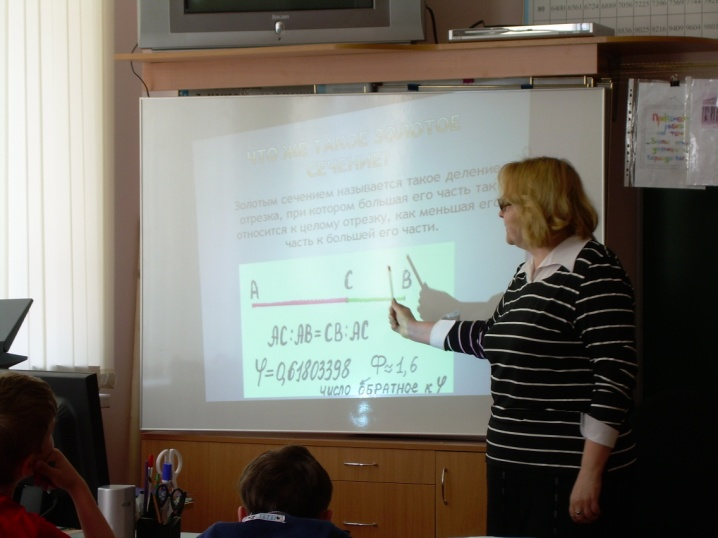 ЧТО ЖЕ ТАКОЕ ЗОЛОТОЕ
СЕЧЕНИЕ?
Золотым сечением называется такое деление
отрезка, при котором большая его часть так
относится к целому отрезку, как меньшая его
часть к большей его части.
A C B
AC:AB=CB:AC
φ=0,61803398 Ф≈1,6
число обратное к φ